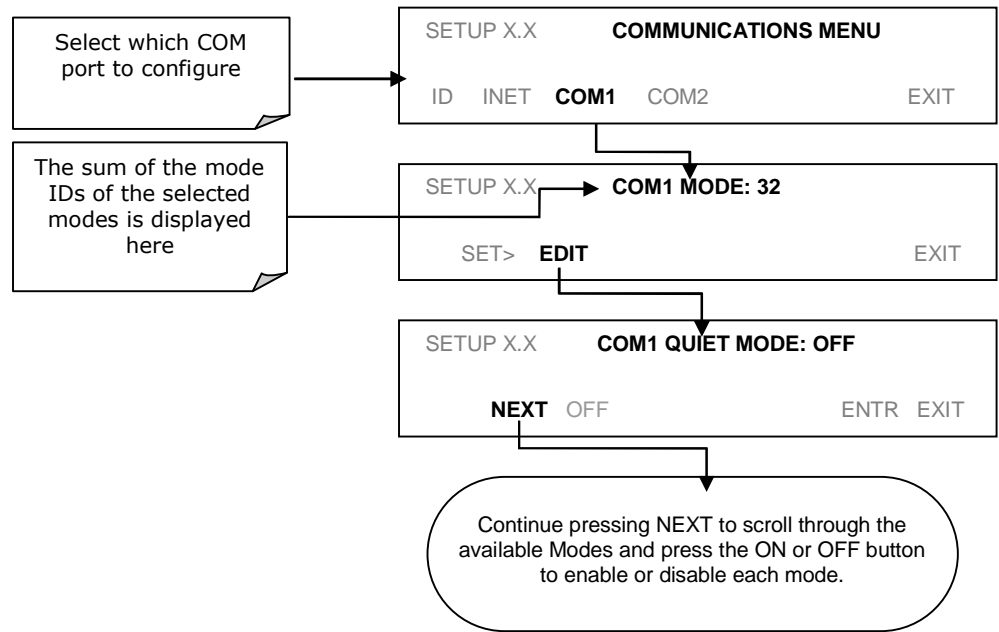 Select which COM
port to configure
SETUP X.X COMMUNICATIONS MENU
ID INET COM1 COM2 EXIT
The sum of the mode
IDs of the selected
modes is displayed
here
SETUP X.X COM1 MODE: 32
SET> EDIT EXIT
SETUP X.X COM1 QUIET MODE: OFF
NEXT OFF ENTR EXIT
Continue pressing NEXT to scroll through the
available Modes and press the ON or OFF button
to enable or disable each mode.